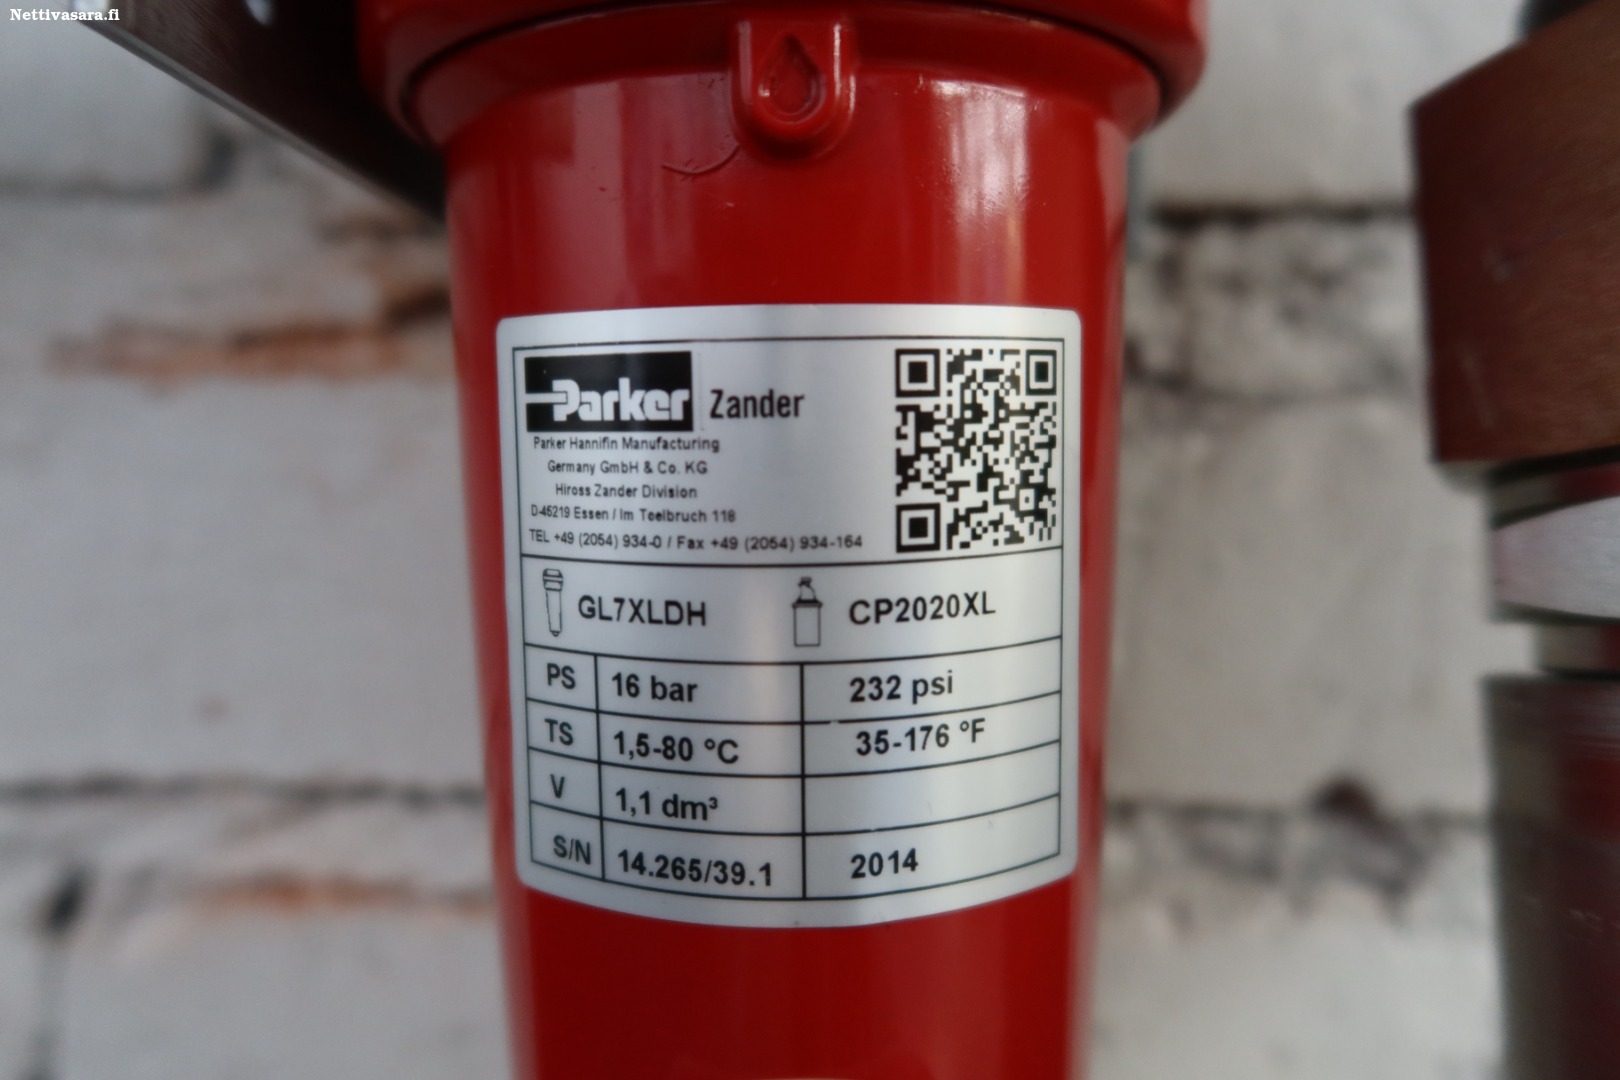 Nettivasara.fi
Parker Zander
Parker Hannifin Manufacturing
Germany GmbH & Co. KG
Hiross Zander Division
D-45219 Essen / Im Teelbruch 118
TEL +49 (2054) 934-0 / Fax +49 (2054) 934-164
GL7XLDH CP2020XL
PS 16 bar 232 psi
TS 1,5-80 °C 35-176 °F
V 1,1 dm³
S/N 14.265/39.1 2014